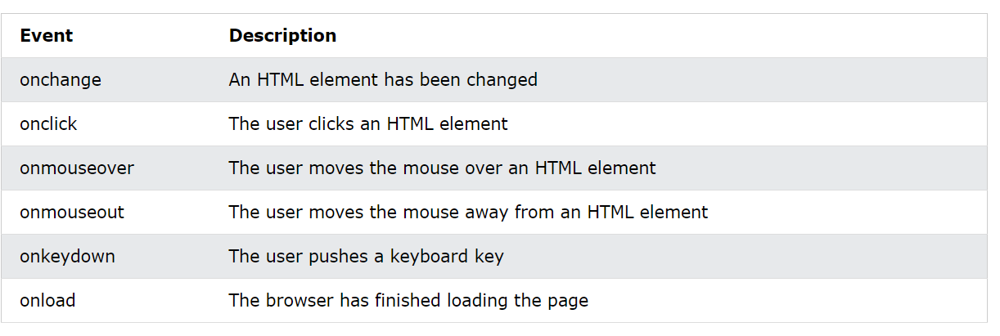 Event Description
onchange An HTML element has been changed
onclick The user clicks an HTML element
onmouseover The user moves the mouse over an HTML element
onmouseout The user moves the mouse away from an HTML element
onkeydown The user pushes a keyboard key
onload The browser has finished loading the page